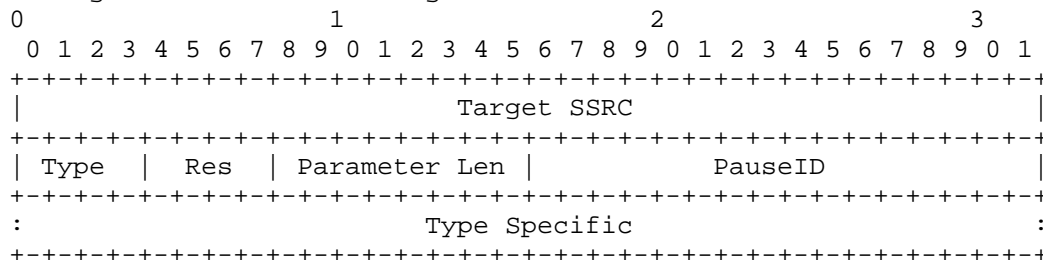 0                   1                   2                   3
 0 1 2 3 4 5 6 7 8 9 0 1 2 3 4 5 6 7 8 9 0 1 2 3 4 5 6 7 8 9 0 1
+-+-+-+-+-+-+-+-+-+-+-+-+-+-+-+-+-+-+-+-+-+-+-+-+-+-+-+-+-+-+-+-+
|                          Target SSRC                          |
+-+-+-+-+-+-+-+-+-+-+-+-+-+-+-+-+-+-+-+-+-+-+-+-+-+-+-+-+-+-+-+-+
| Type  |  Res  | Parameter Len |           PauseID             |
+-+-+-+-+-+-+-+-+-+-+-+-+-+-+-+-+-+-+-+-+-+-+-+-+-+-+-+-+-+-+-+-+
:                         Type Specific                         :
+-+-+-+-+-+-+-+-+-+-+-+-+-+-+-+-+-+-+-+-+-+-+-+-+-+-+-+-+-+-+-+-+